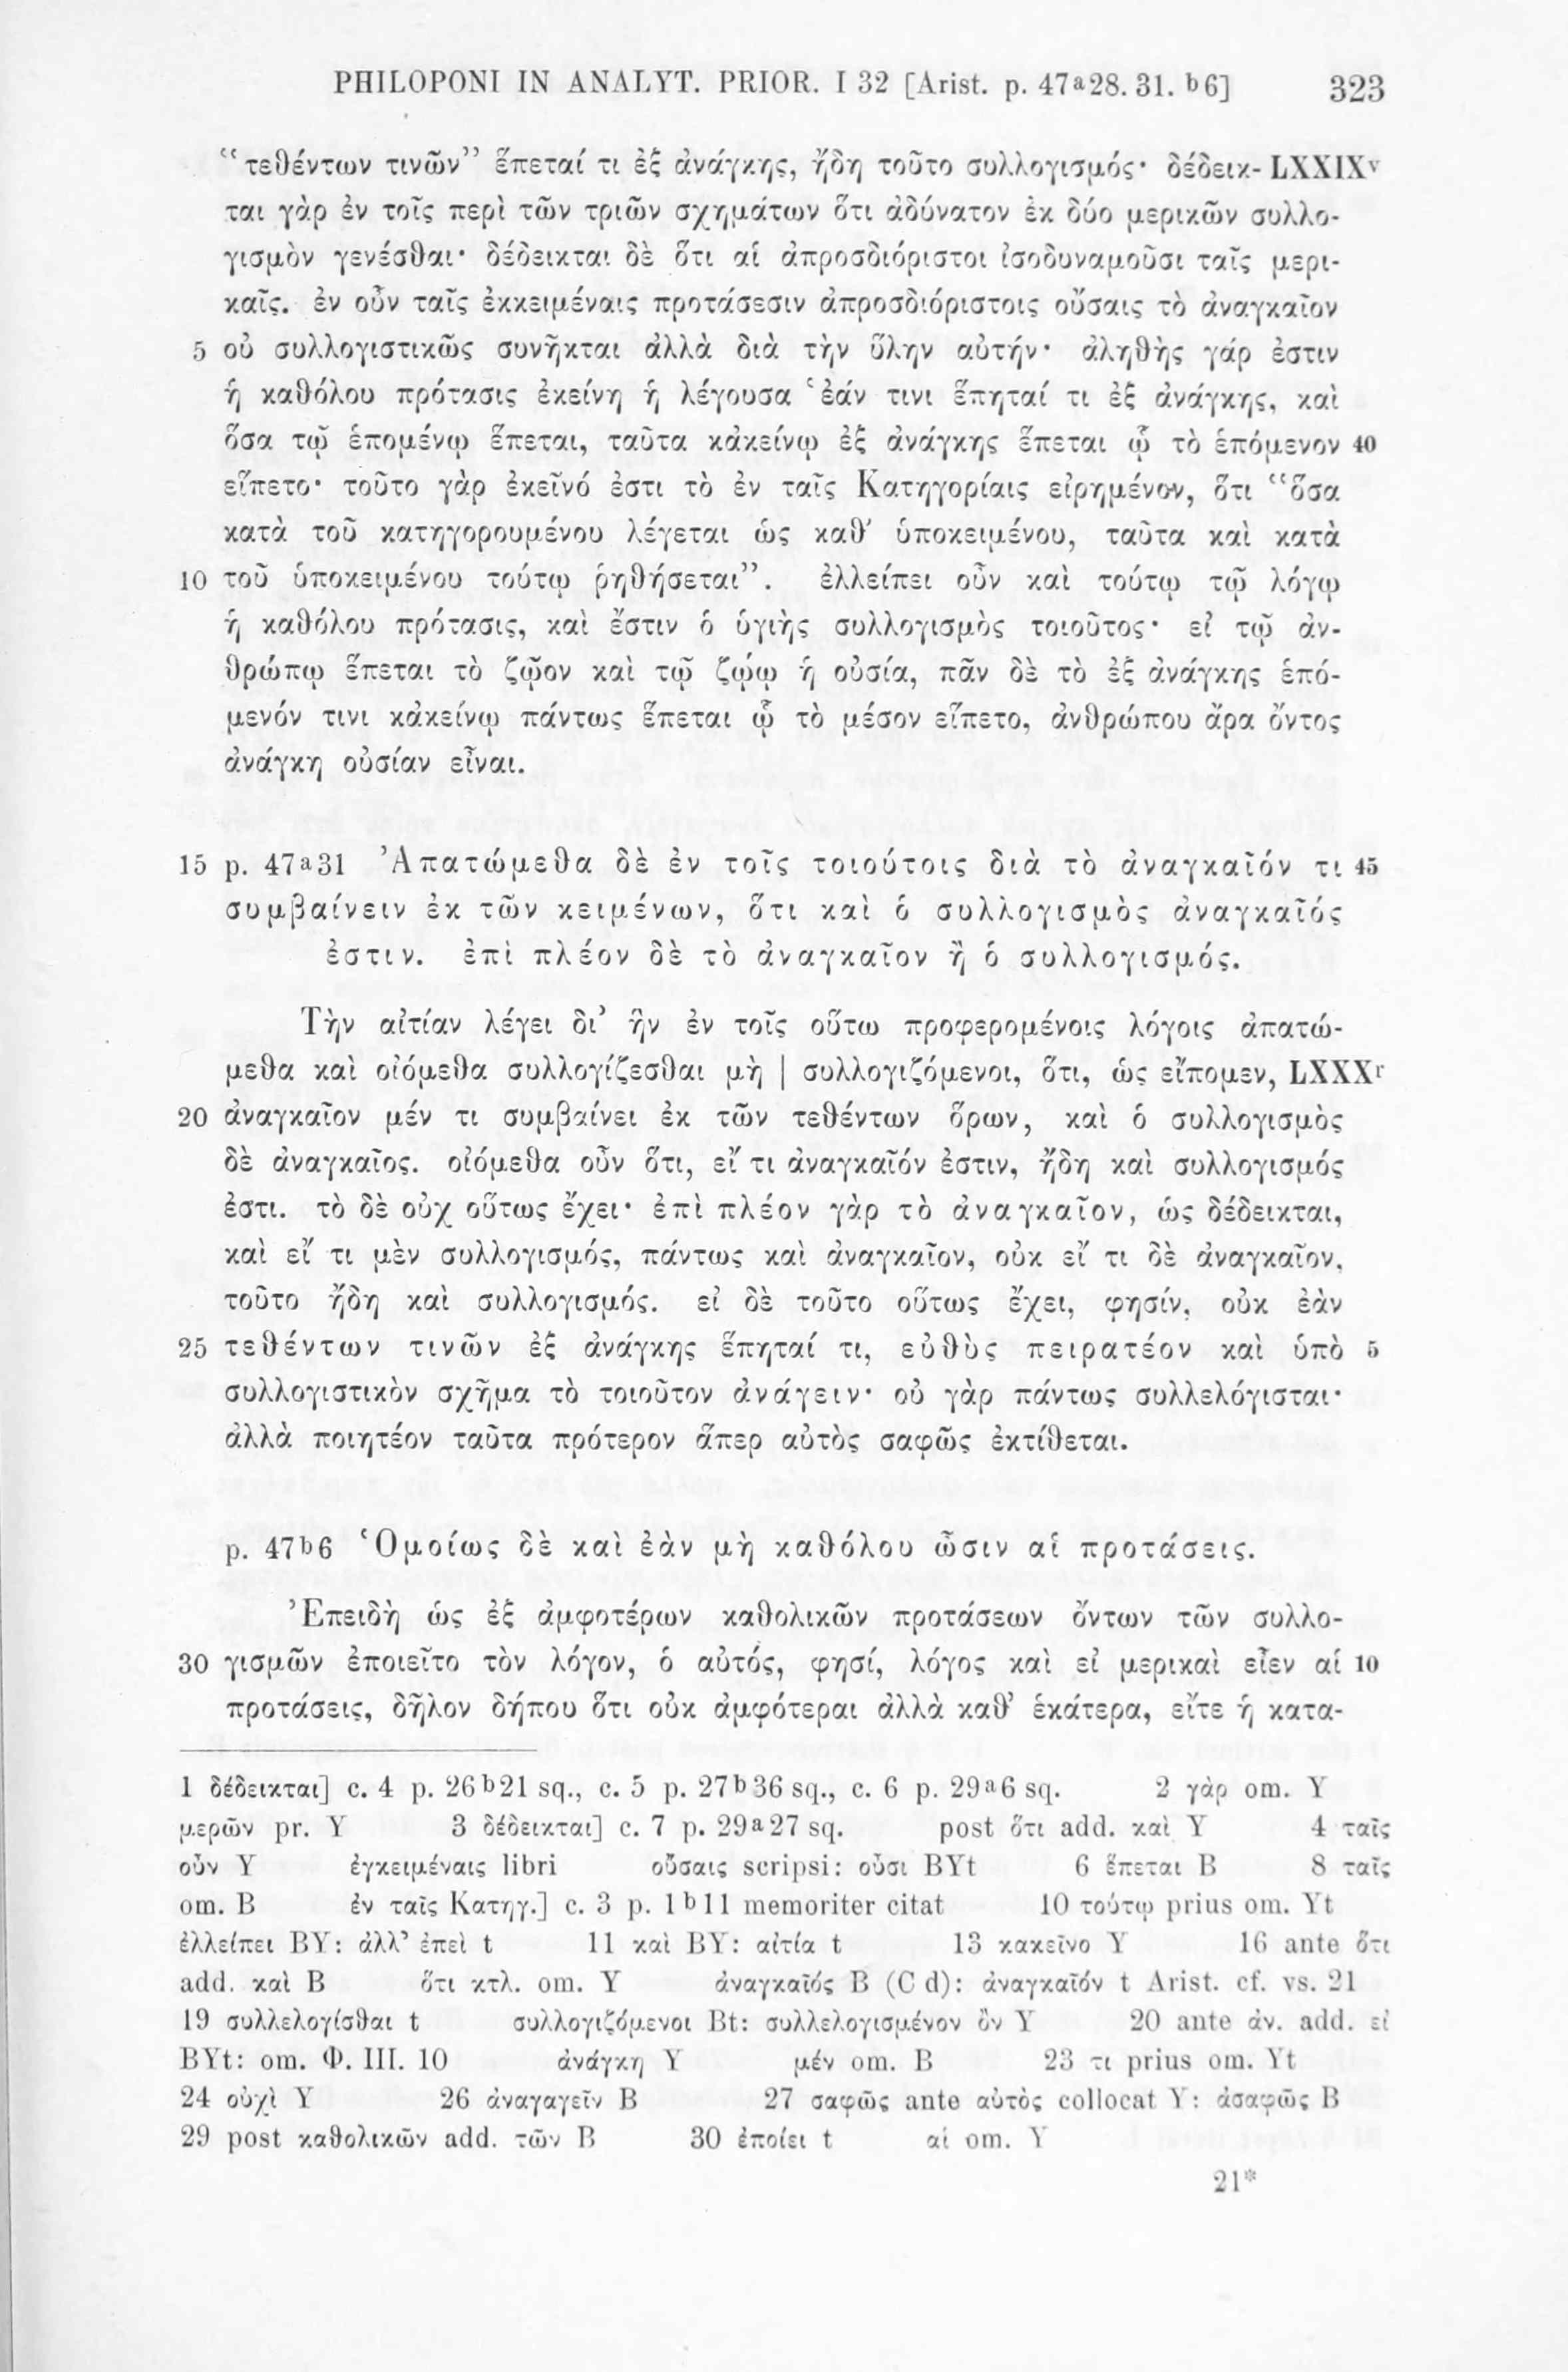 PHILOPONI IN ANALYT. PRIOR. I 32 [Arist. p. 47ᵃ28. 31. ᵇ6] 323
“τεθέντων τινῶν” ἕπεταί τι ἐξ ἀνάγκης, ἤδη τοῦτο συλλογισμός· δέδεικ- LXXIXᵛ
ται γὰρ ἐν τοῖς περὶ τῶν τριῶν σχημάτων ὅτι ἀδύνατον ἐκ δύο μερικῶν συλλο-
γισμὸν γενέσθαι· δέδεικται δὲ ὅτι αἱ ἀπροσδιόριστοι ἰσοδυναμοῦσι ταῖς μερι-
καῖς. ἐν οὖν ταῖς ἐκκειμέναις προτάσεσιν ἀπροσδιόριστοις οὔσαις τὸ ἀναγκαῖον
5 οὐ συλλογιστικῶς συνῆκται ἀλλὰ διὰ τὴν ὕλην αὐτήν· ἀληθὴς γάρ ἐστιν
ἡ καθόλου πρότασις ἐκείνη ἡ λέγουσα ‘ἐάν τινι ἕπηταί τι ἐξ ἀνάγκης, καὶ
ὅσα τῷ ἑπομένῳ ἕπεται, ταῦτα κἀκείνῳ ἐξ ἀνάγκης ἕπεται ᾧ τὸ ἑπόμενον 40
εἵπετο· τοῦτο γὰρ ἐκεῖνό ἐστι τὸ ἐν ταῖς Κατηγορίαις εἰρημένον, ὅτι “ὅσα
κατὰ τοῦ κατηγορουμένου λέγεται ὡς καθ’ ὑποκειμένου, ταῦτα καὶ κατὰ
10 τοῦ ὑποκειμένου τούτῳ ῥηθήσεται”. ἐλλείπει οὖν καὶ τούτῳ τῷ λόγῳ
ἡ καθόλου πρότασις, καὶ ἔστιν ὁ ὑγιὴς συλλογισμὸς τοιοῦτος· εἰ τῷ ἀν-
θρώπῳ ἕπεται τὸ ζῷον καὶ τῷ ζῴῳ ἡ οὐσία, πᾶν δὲ τὸ ἐξ ἀνάγκης ἑπό-
μενόν τινι κἀκείνῳ πάντως ἕπεται ᾧ τὸ μέσον εἵπετο, ἀνθρώπου ἄρα ὄντος
ἀνάγκη οὐσίαν εἶναι.
15 p. 47ᵃ31 Ἀπατώμεθα δὲ ἐν τοῖς τοιούτοις διὰ τὸ ἀναγκαῖόν τι 45
συμβαίνειν ἐκ τῶν κειμένων, ὅτι καὶ ὁ συλλογισμὸς ἀναγκαῖός
ἐστιν. ἐπὶ πλέον δὲ τὸ ἀναγκαῖον ἢ ὁ συλλογισμός.
Τὴν αἰτίαν λέγει δι’ ἣν ἐν τοῖς οὕτω προφερομένοις λόγοις ἀπατώ-
μεθα καὶ οἰόμεθα συλλογίζεσθαι μὴ | συλλογιζόμενοι, ὅτι, ὡς εἴπομεν, LXXXʳ
20 ἀναγκαῖον μέν τι συμβαίνει ἐκ τῶν τεθέντων ὅρων, καὶ ὁ συλλογισμὸς
δὲ ἀναγκαῖος. οἰόμεθα οὖν ὅτι, εἴ τι ἀναγκαῖόν ἐστιν, ἤδη καὶ συλλογισμός
ἐστι. τὸ δὲ οὐχ οὕτως ἔχει· ἐπὶ πλέον γὰρ τὸ ἀναγκαῖον, ὡς δέδεικται,
καὶ εἴ τι μὲν συλλογισμός, πάντως καὶ ἀναγκαῖον, οὐκ εἴ τι δὲ ἀναγκαῖον,
τοῦτο ἤδη καὶ συλλογισμός. εἰ δὲ τοῦτο οὕτως ἔχει, φησίν, οὐκ ἐὰν
25 τεθέντων τινῶν ἐξ ἀνάγκης ἕπηταί τι, εὐθὺς πειρατέον καὶ ὑπὸ 5
συλλογιστικὸν σχῆμα τὸ τοιοῦτον ἀνάγειν· οὐ γὰρ πάντως συλλελόγισται·
ἀλλὰ ποιητέον ταῦτα πρότερον ἅπερ αὐτὸς σαφῶς ἐκτίθεται.
p. 47ᵇ6 Ὁμοίως δὲ καὶ ἐὰν μὴ καθόλου ὦσιν αἱ προτάσεις.
Ἐπειδὴ ὡς ἐξ ἀμφοτέρων καθολικῶν προτάσεων ὄντων τῶν συλλο-
30 γισμῶν ἐποιεῖτο τὸν λόγον, ὁ αὐτός, φησί, λόγος καὶ εἰ μερικαὶ εἶεν αἱ 10
προτάσεις, δῆλον δήπου ὅτι οὐκ ἀμφότεραι ἀλλὰ καθ’ ἑκάτερα, εἴτε ἡ κατα-
1 δέδεικται] c. 4 p. 26ᵇ21 sq., c. 5 p. 27ᵇ36 sq., c. 6 p. 29ᵃ6 sq. 2 γὰρ om. Y
μερῶν pr. Y 3 δέδεικται] c. 7 p. 29ᵃ27 sq. post ὅτι add. καὶ Y 4 ταῖς
οὖν Y ἐγκειμέναις libri οὔσαις scripsi: οὖσι BYt 6 ἕπεται B 8 ταῖς
om. B ἐν ταῖς Κατηγ.] c. 3 p. 1ᵇ11 memoriter citat 10 τούτῳ prius om. Yt
ἐλλείπει BY: ἀλλ’ ἐπεὶ t 11 καὶ BY: αἰτία t 13 κακεῖνο Y 16 ante ὅτι
add. καὶ B ὅτι κτλ. om. Y ἀναγκαῖός B (C d): ἀναγκαῖόν t Arist. cf. vs. 21
19 συλλελογίσθαι t συλλογιζόμενοι Bt: συλλελογισμένον ὂν Y 20 ante ἀν. add. εἰ
BYt: om. Φ. III. 10 ἀνάγκη Y μέν om. B 23 τι prius om. Yt
24 οὐχὶ Y 26 ἀναγαγεῖν B 27 σαφῶς ante αὐτὸς collocat Y: ἀσαφῶς B
29 post καθολικῶν add. τῶν B 30 ἐποίει t αἱ om. Y
21*